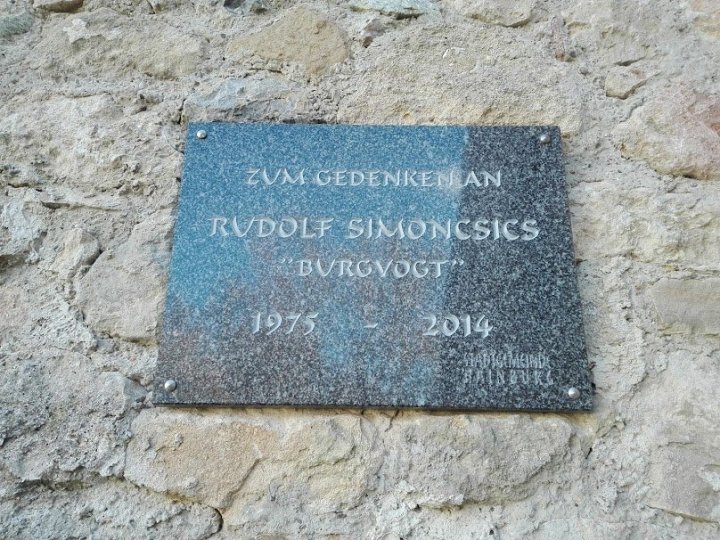 ZUM GEDENKEN AN
RUDOLF SIMONCSICS
"BURGVOGT"
1975 - 2014
STADTGEMEINDE
HAINBURG